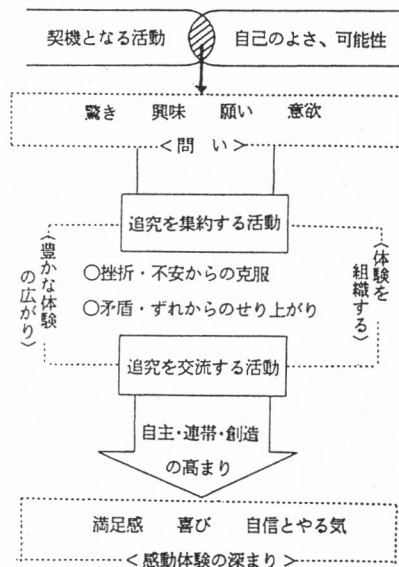 契機となる活動 自己のよさ、可能性
驚き 興味 願い 意欲
<問い>
追究を集約する活動
<豊かな体験
の広がり>
○挫折・不安からの克服
○矛盾・ずれからのせり上がり
<体験を
組織する>
追究を交流する活動
自主・連帯・創造
の高まり
満足感 喜び 自信とやる気
<感動体験の深まり>